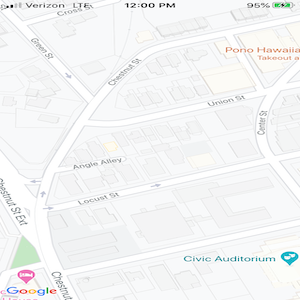 Verizon LTE 12:00 PM 95%
Cross
Green St
Chestnut St
Pono Hawaiia
Takeout a
Union St
Center St
Angle Alley
Locust St
Chestnut St Ext
Civic Auditorium
Google
Chestnut